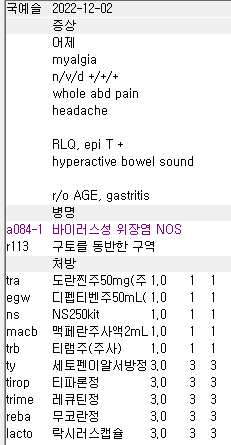 국예슬 2022-12-02
증상
어제
myalgia
n/v/d +/+/+
whole abd pain
headache
RLQ, epi T +
hyperactive bowel sound
r/o AGE, gastritis
병명
a084-1 바이러스성 위장염 NOS
r113 구토를 동반한 구역
처방
tra 도란찐주50mg(주 1.0 1 1
egw 디펩티벤주50mL( 1.0 1 1
ns NS250kit 1.0 1 1
macb 맥페란주사액2mL 1.0 1 1
trb 티램주(주사) 1.0 1 1
ty 세토펜이알서방정 3.0 3 3
tirop 티파론정 3.0 3 3
trime 레큐틴정 3.0 3 3
reba 무코란정 3.0 3 3
lacto 락시러스캡슐 3.0 3 3